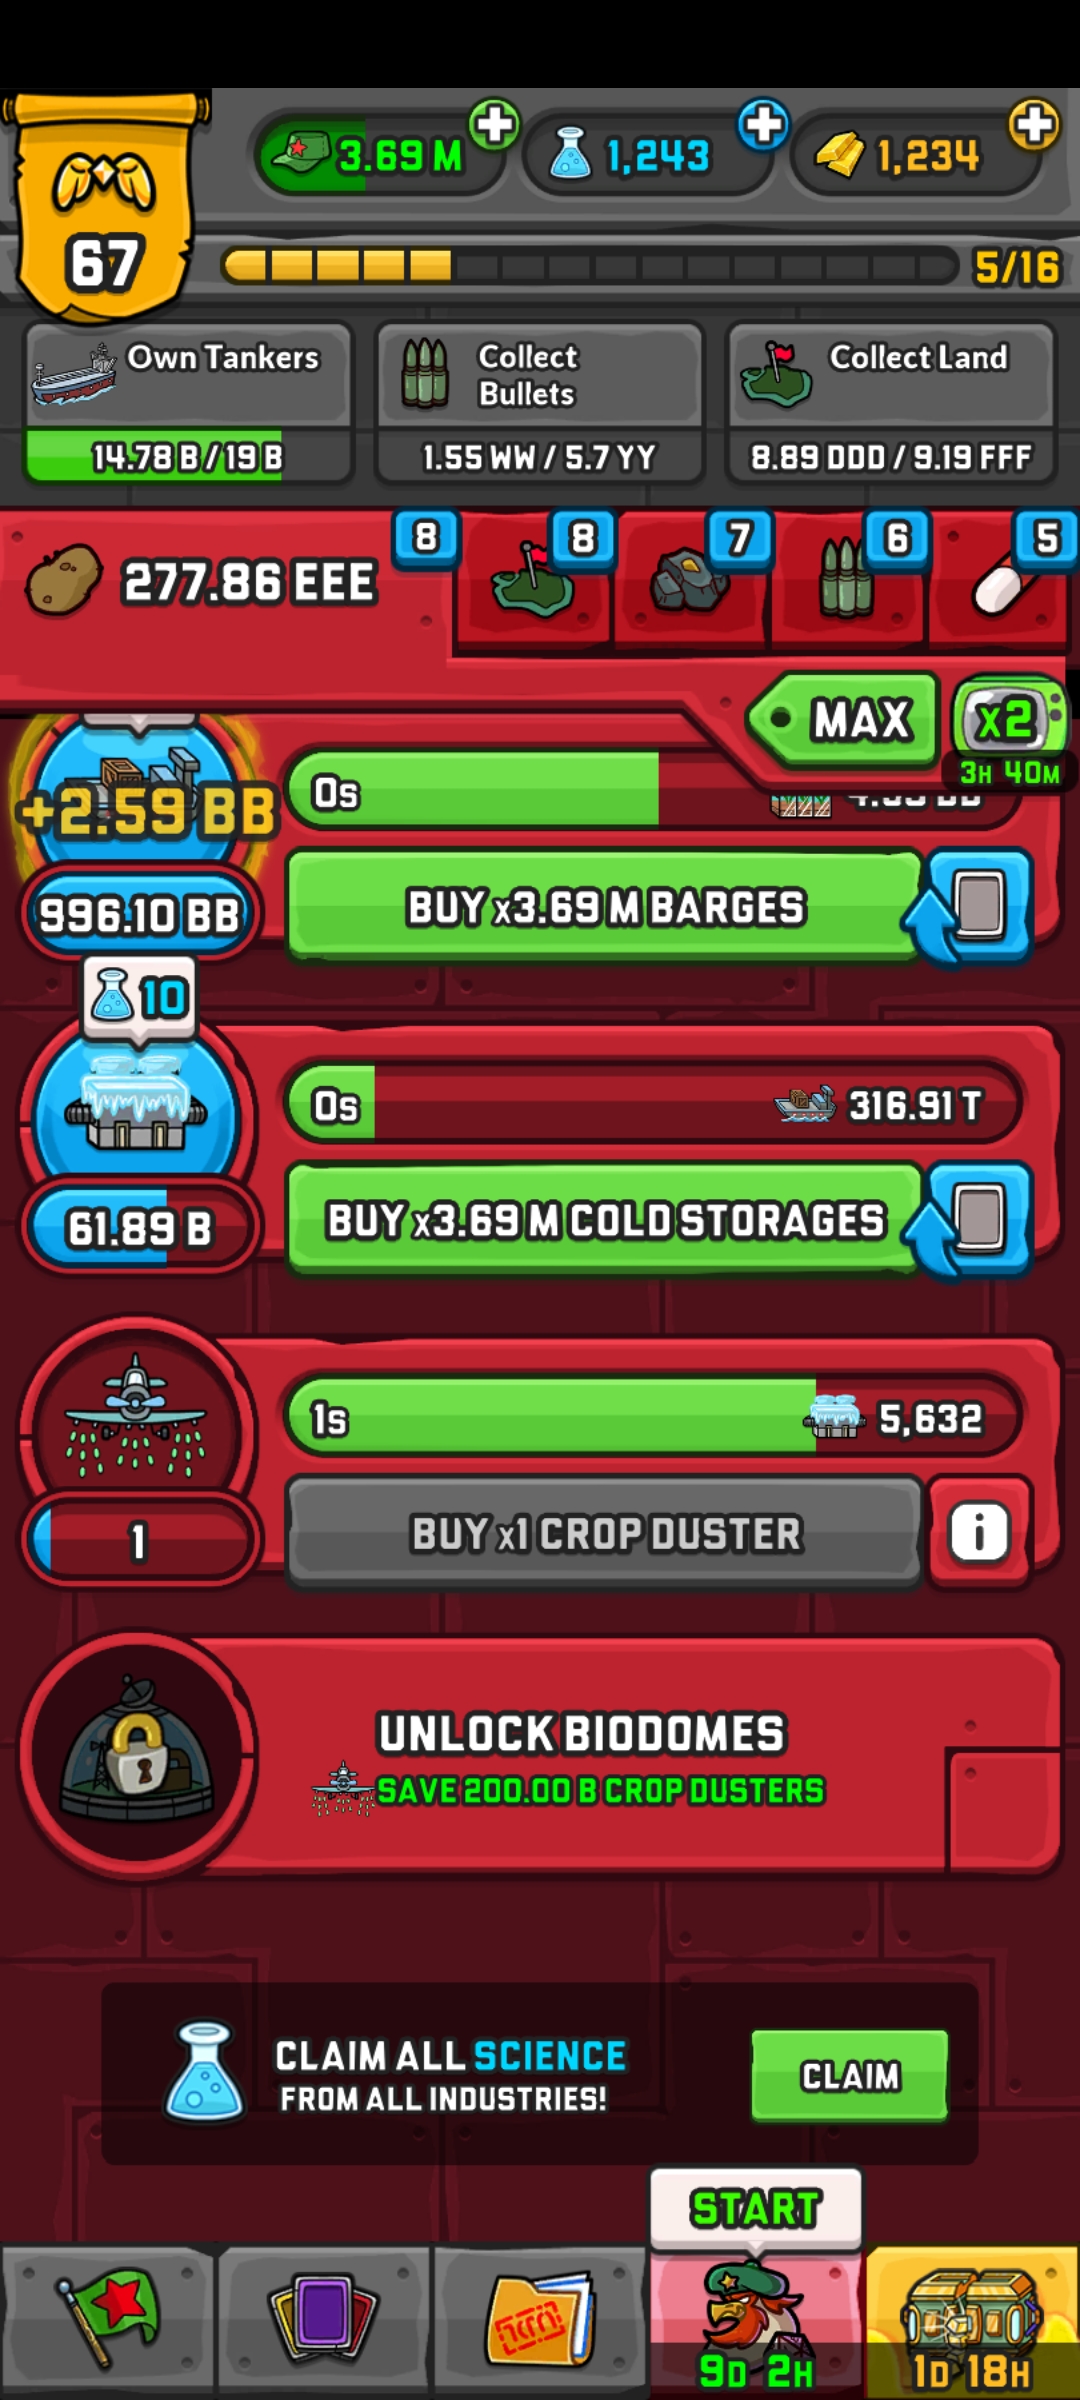 3.69 M
1,243
1,234
67
5/16
Own Tankers
14.78 B / 19 B
Collect
Bullets
1.55 WW / 5.7 YY
Collect Land
8.89 DDD / 9.19 FFF
277.86 EEE
8
8
7
6
5
MAX
x2
3H 40M
+2.59 BB
0s
996.10 BB
BUY x3.69 M BARGES
10
0s
316.91 T
61.89 B
BUY x3.69 M COLD STORAGES
1s
5,632
1
BUY x1 CROP DUSTER
i
UNLOCK BIODOMES
SAVE 200.00 B CROP DUSTERS
CLAIM ALL SCIENCE
FROM ALL INDUSTRIES!
CLAIM
START
9D 2H
1D 18H